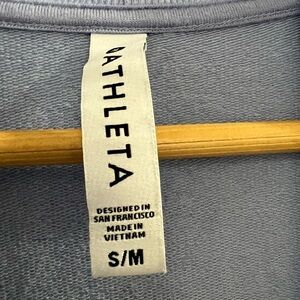 ATHLETA
DESIGNED IN
SAN FRANCISCO
MADE IN
VIETNAM
S/M